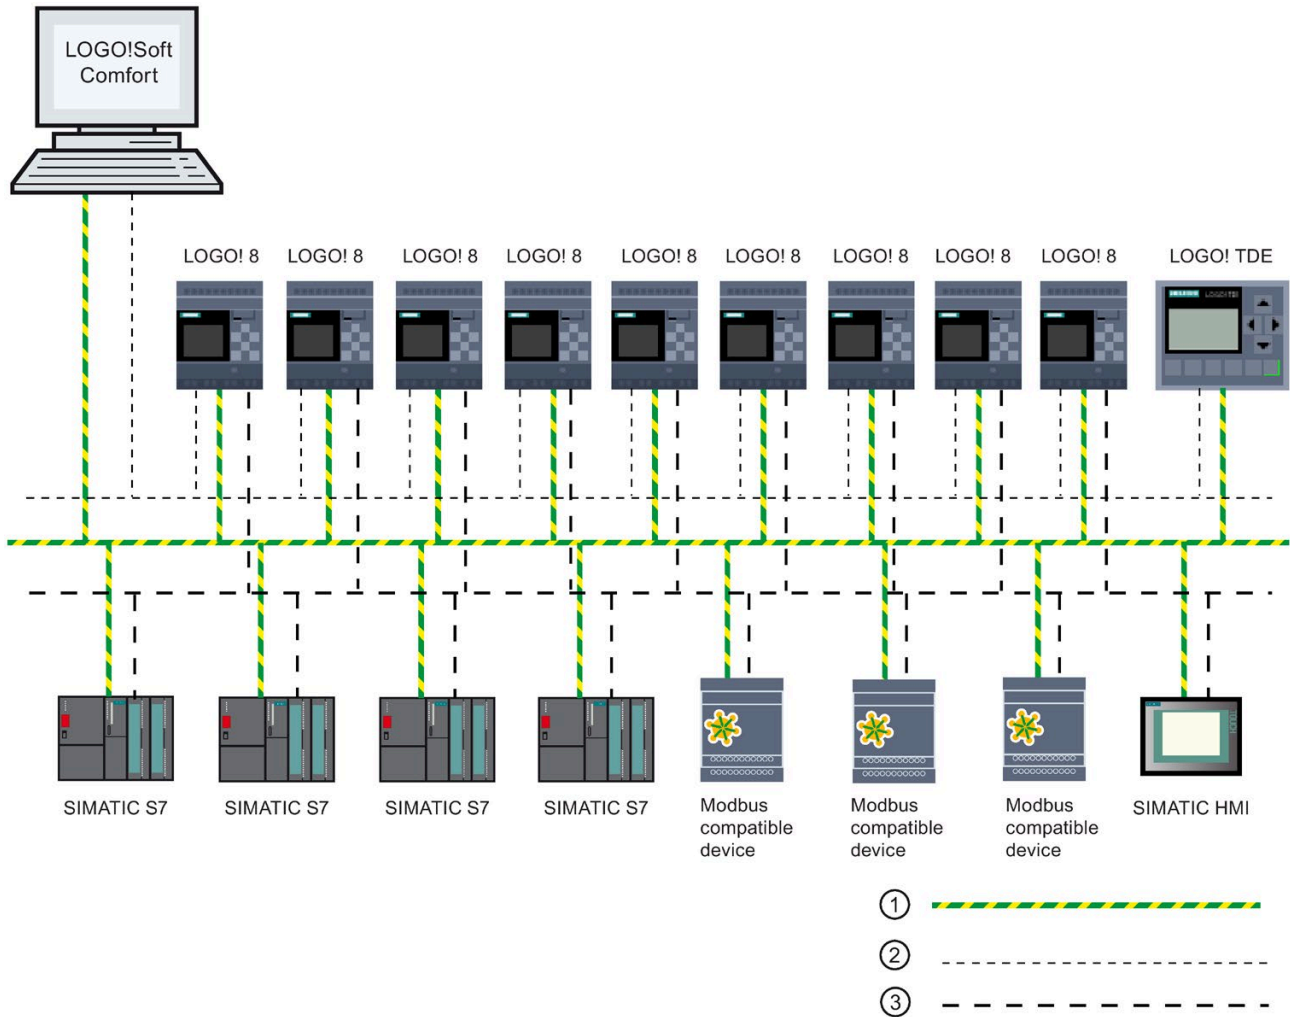 LOGO!Soft
Comfort
LOGO! 8
LOGO! 8
LOGO! 8
LOGO! 8
LOGO! 8
LOGO! 8
LOGO! 8
LOGO! 8
LOGO! 8
LOGO! TDE
SIEMENS
SIMATIC S7
SIMATIC S7
SIMATIC S7
SIMATIC S7
Modbus
compatible
device
Modbus
compatible
device
Modbus
compatible
device
SIMATIC HMI
1
2
3